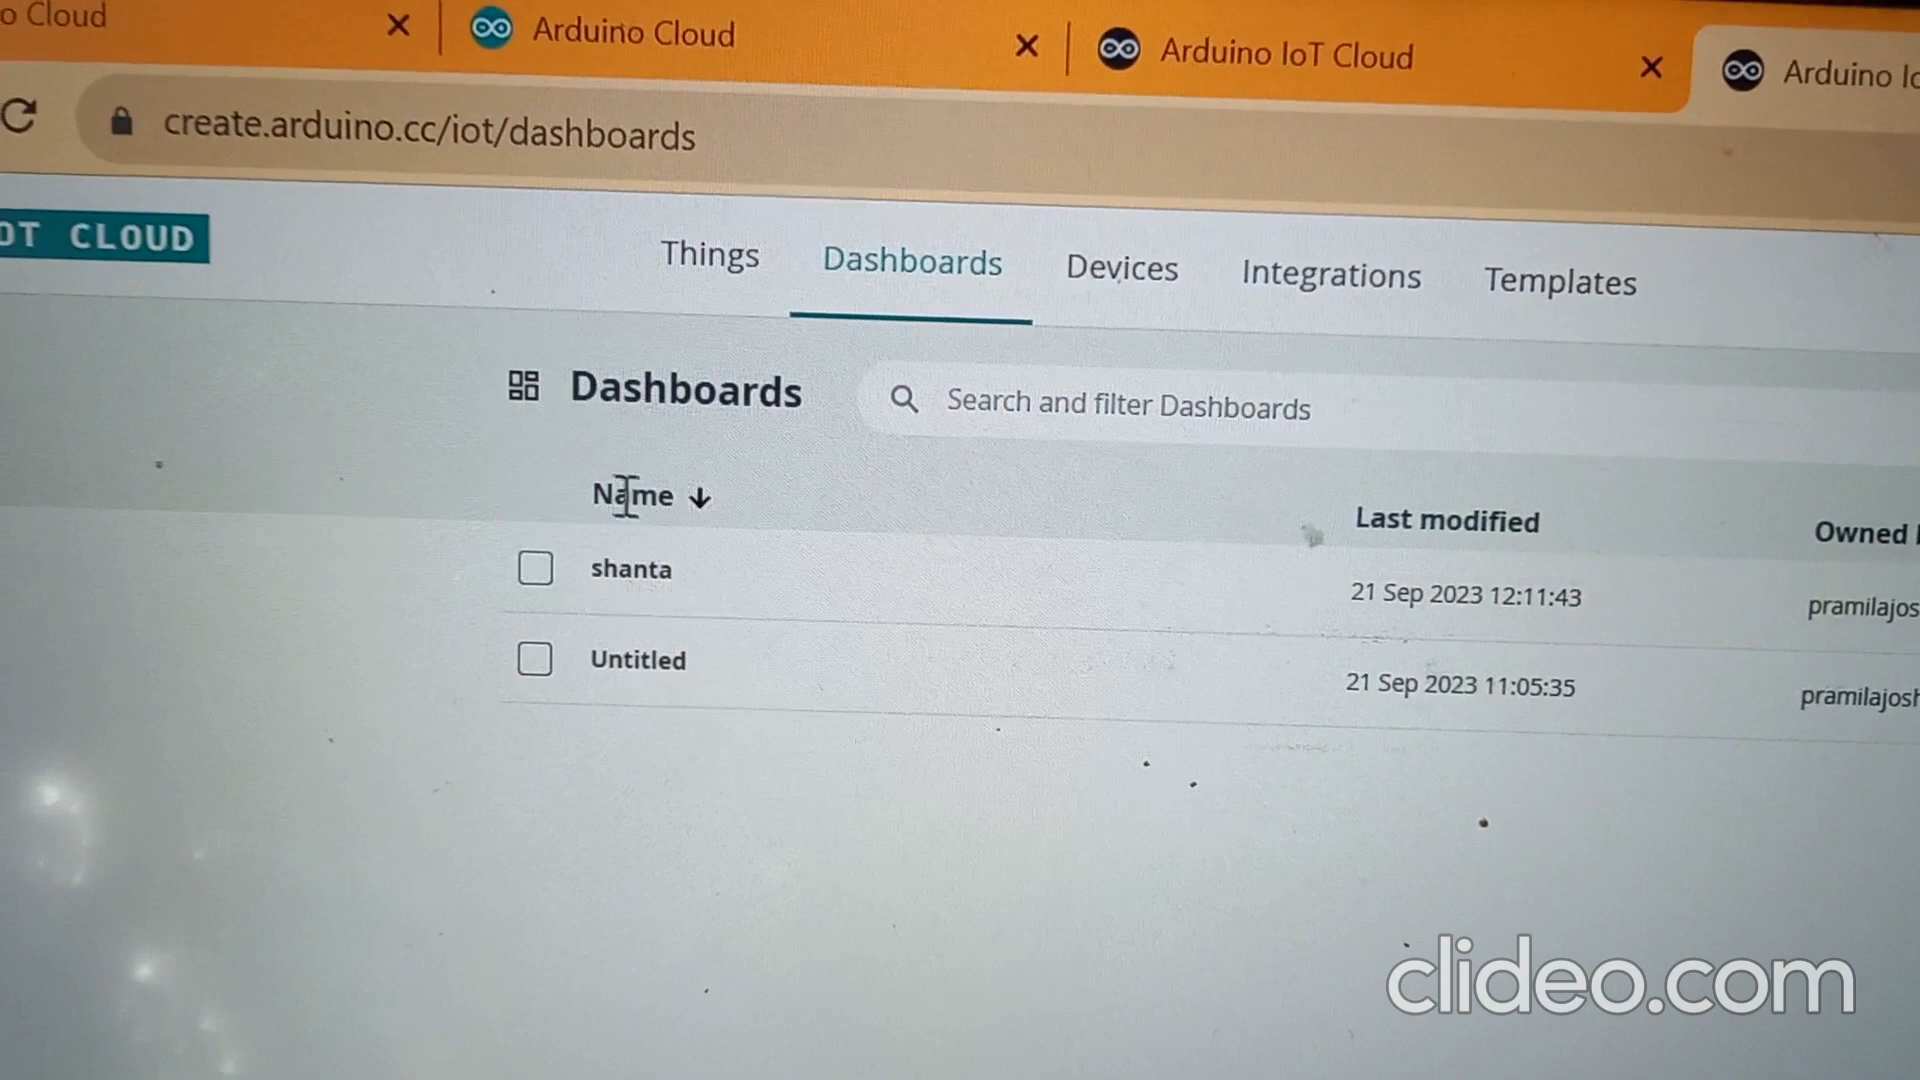 o Cloud
Arduino Cloud
Arduino IoT Cloud
Arduino Io
create.arduino.cc/iot/dashboards
OT CLOUD
Things
Dashboards
Devices
Integrations
Templates
Dashboards
Search and filter Dashboards
Name
Last modified
Owned
shanta
21 Sep 2023 12:11:43
pramilajos
Untitled
21 Sep 2023 11:05:35
pramilajosh
clideo.com